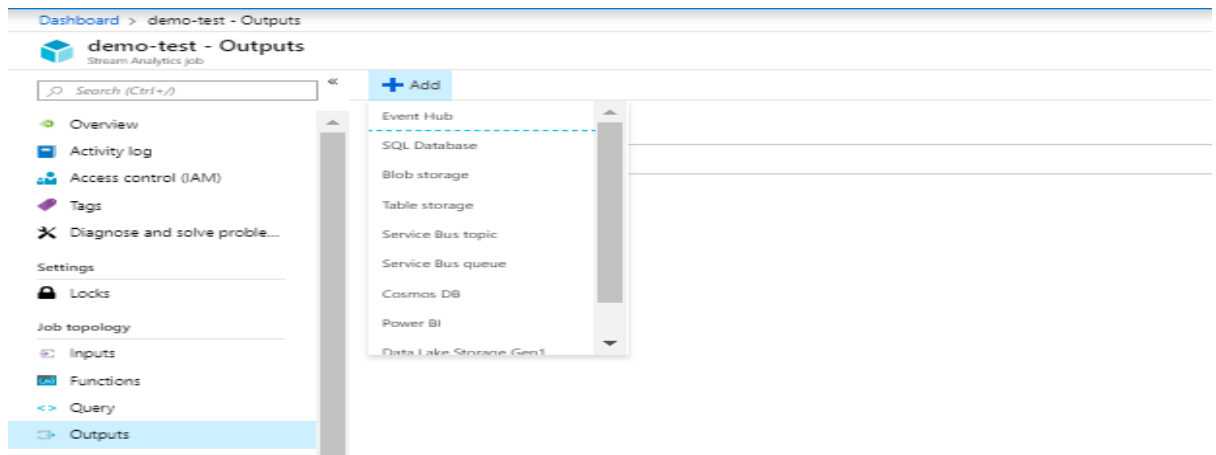 Dashboard > demo-test - Outputs
demo-test - Outputs
Stream Analytics job
Search (Ctrl+/)
«
Overview
Activity log
Access control (IAM)
Tags
Diagnose and solve proble...
Settings
Locks
Job topology
Inputs
Functions
Query
Outputs
+ Add
Event Hub
SQL Database
Blob storage
Table storage
Service Bus topic
Service Bus queue
Cosmos DB
Power BI
Data Lake Storage Gen1